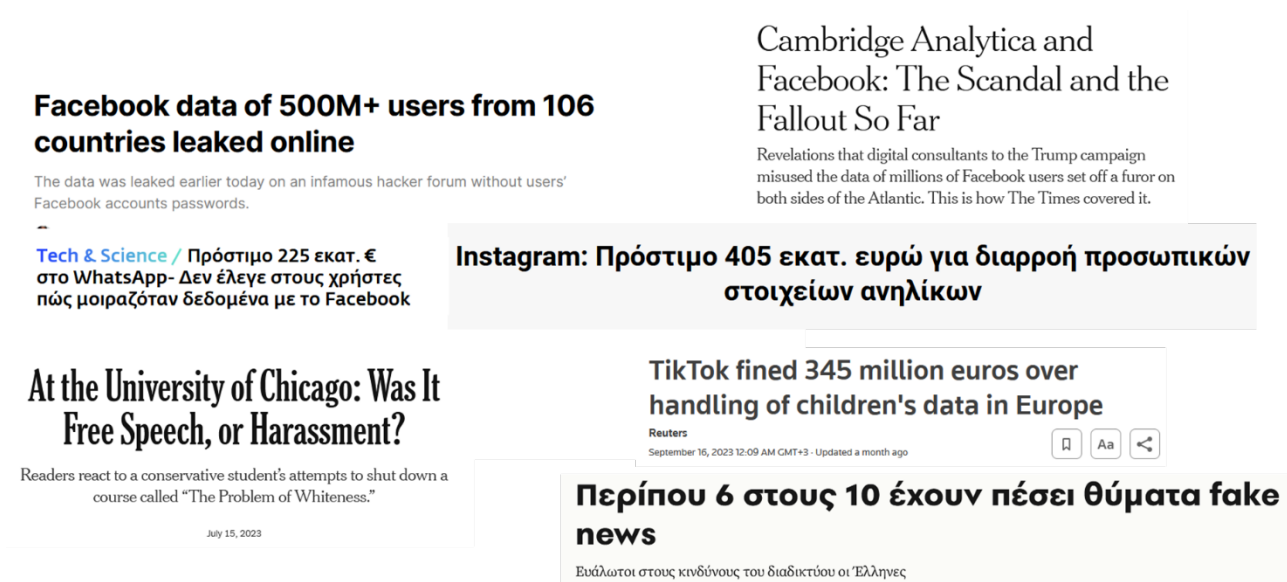 Facebook data of 500M+ users from 106
countries leaked online
The data was leaked earlier today on an infamous hacker forum without users'
Facebook accounts passwords.
Cambridge Analytica and
Facebook: The Scandal and the
Fallout So Far
Revelations that digital consultants to the Trump campaign
misused the data of millions of Facebook users set off a furor on
both sides of the Atlantic. This is how The Times covered it.
Tech & Science / Πρόστιμο 225 εκατ. €
στο WhatsApp- Δεν έλεγε στους χρήστες
πώς μοιραζόταν δεδομένα με το Facebook
Instagram: Πρόστιμο 405 εκατ. ευρώ για διαρροή προσωπικών
στοιχείων ανηλίκων
At the University of Chicago: Was It
Free Speech, or Harassment?
Readers react to a conservative student's attempts to shut down a
course called “The Problem of Whiteness.”
July 15, 2023
TikTok fined 345 million euros over
handling of children's data in Europe
Reuters
September 16, 2023 12:09 AM GMT+3 · Updated a month ago
Aa
Περίπου 6 στους 10 έχουν πέσει θύματα fake
news
Ευάλωτοι στους κινδύνους του διαδικτύου οι Έλληνες